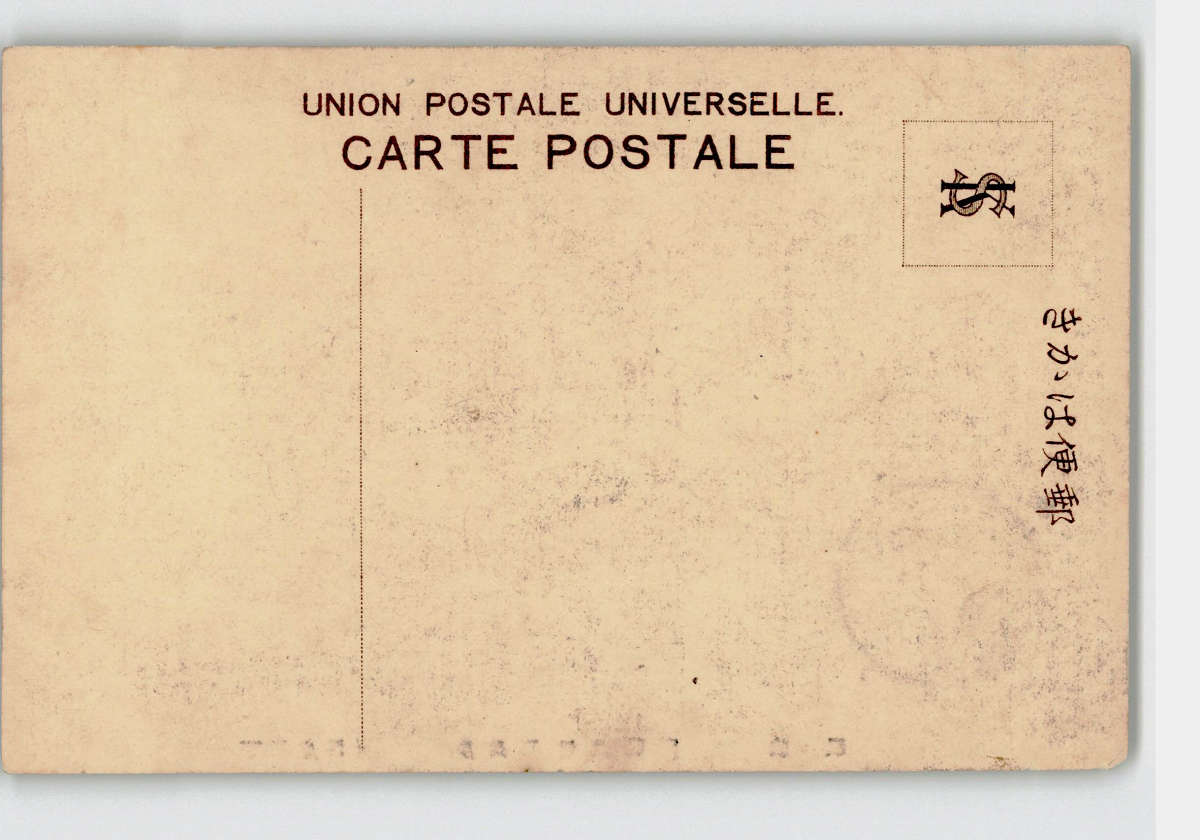 UNION POSTALE UNIVERSELLE.
CARTE POSTALE
きかは便郵